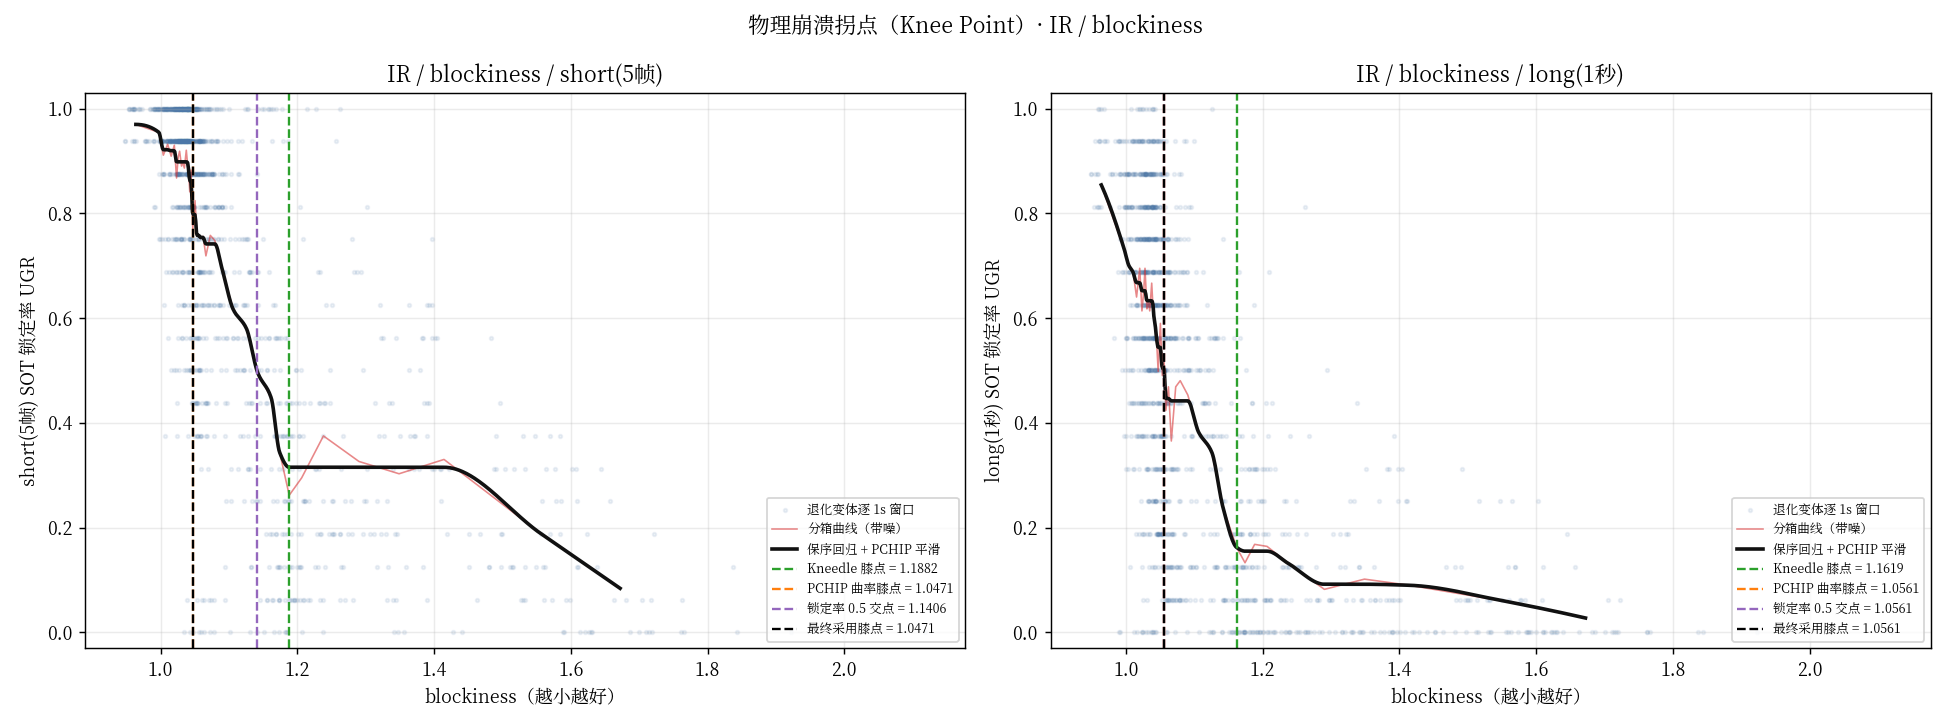 物理崩溃拐点（Knee Point）· IR / blockiness
IR / blockiness / short(5帧)
short(5帧) SOT 锁定率 UGR
1.0
0.8
0.6
0.4
0.2
0.0
1.0
1.2
1.4
1.6
1.8
2.0
blockiness（越小越好）
退化变体逐 1s 窗口
分箱曲线（带噪）
保序回归 + PCHIP 平滑
Kneedle 膝点 = 1.1882
PCHIP 曲率膝点 = 1.0471
锁定率 0.5 交点 = 1.1406
最终采用膝点 = 1.0471
IR / blockiness / long(1秒)
long(1秒) SOT 锁定率 UGR
1.0
0.8
0.6
0.4
0.2
0.0
1.0
1.2
1.4
1.6
1.8
2.0
blockiness（越小越好）
退化变体逐 1s 窗口
分箱曲线（带噪）
保序回归 + PCHIP 平滑
Kneedle 膝点 = 1.1619
PCHIP 曲率膝点 = 1.0561
锁定率 0.5 交点 = 1.0561
最终采用膝点 = 1.0561